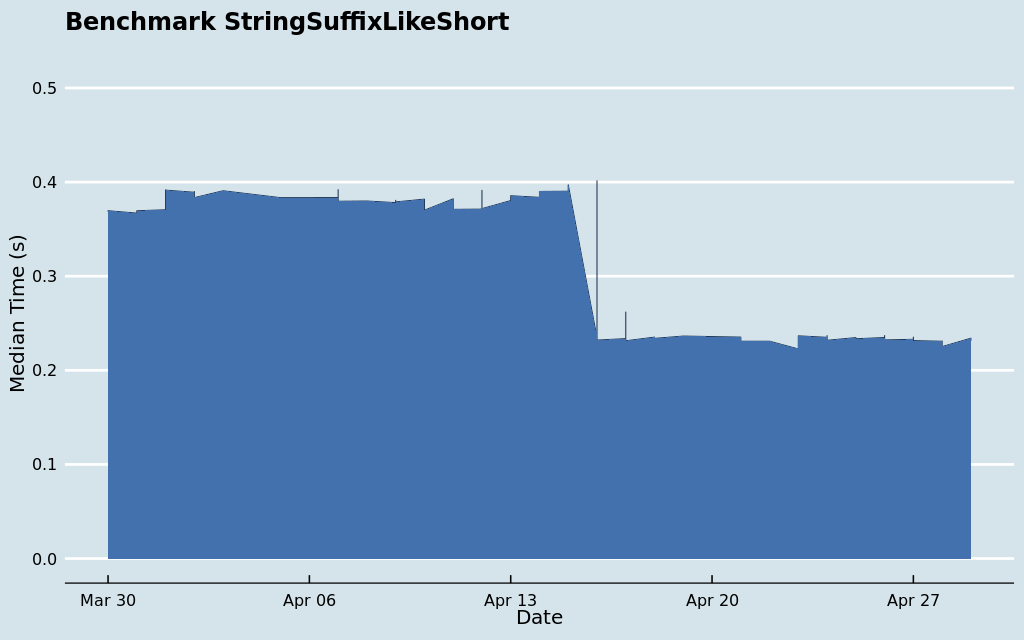 Benchmark StringSuffixLikeShort
0.5
0.4
0.3
0.2
0.1
0.0
Median Time (s)
Mar 30
Apr 06
Apr 13
Apr 20
Apr 27
Date